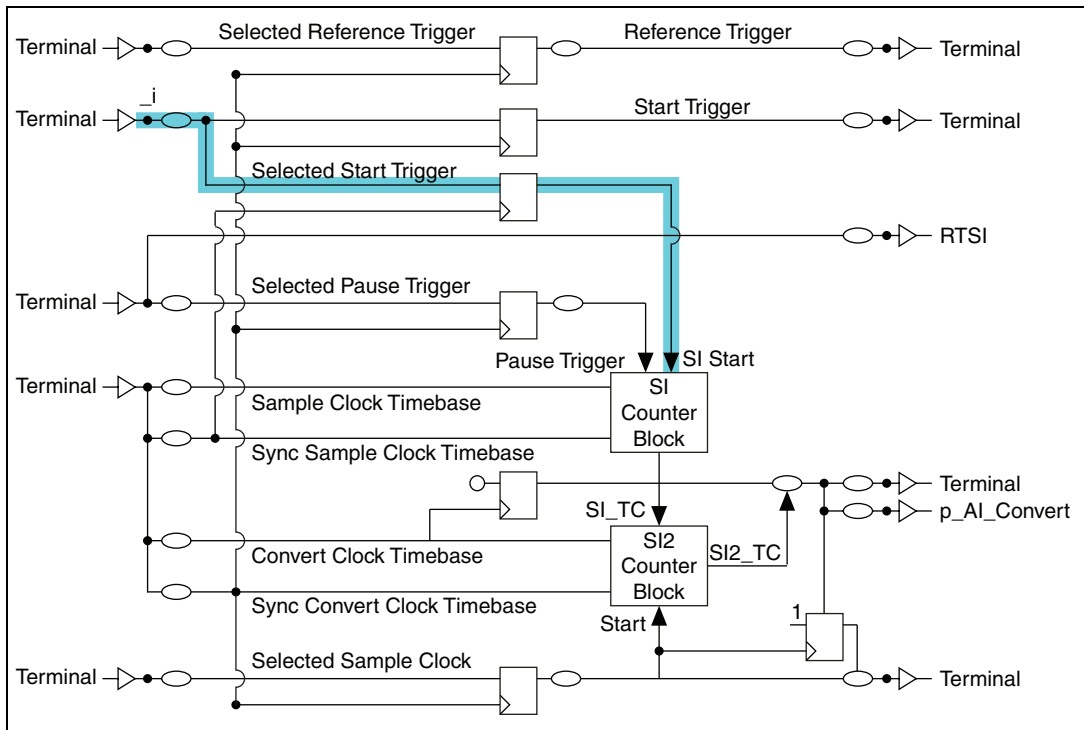 Terminal
Selected Reference Trigger
Reference Trigger
Terminal
_i
Terminal
Start Trigger
Terminal
Selected Start Trigger
RTSI
Terminal
Selected Pause Trigger
Pause Trigger
SI Start
Terminal
Sample Clock Timebase
SI
Counter
Block
Sync Sample Clock Timebase
Terminal
SI_TC
p_AI_Convert
Convert Clock Timebase
SI2
Counter
Block
SI2_TC
Sync Convert Clock Timebase
Start
1
Terminal
Selected Sample Clock
Terminal